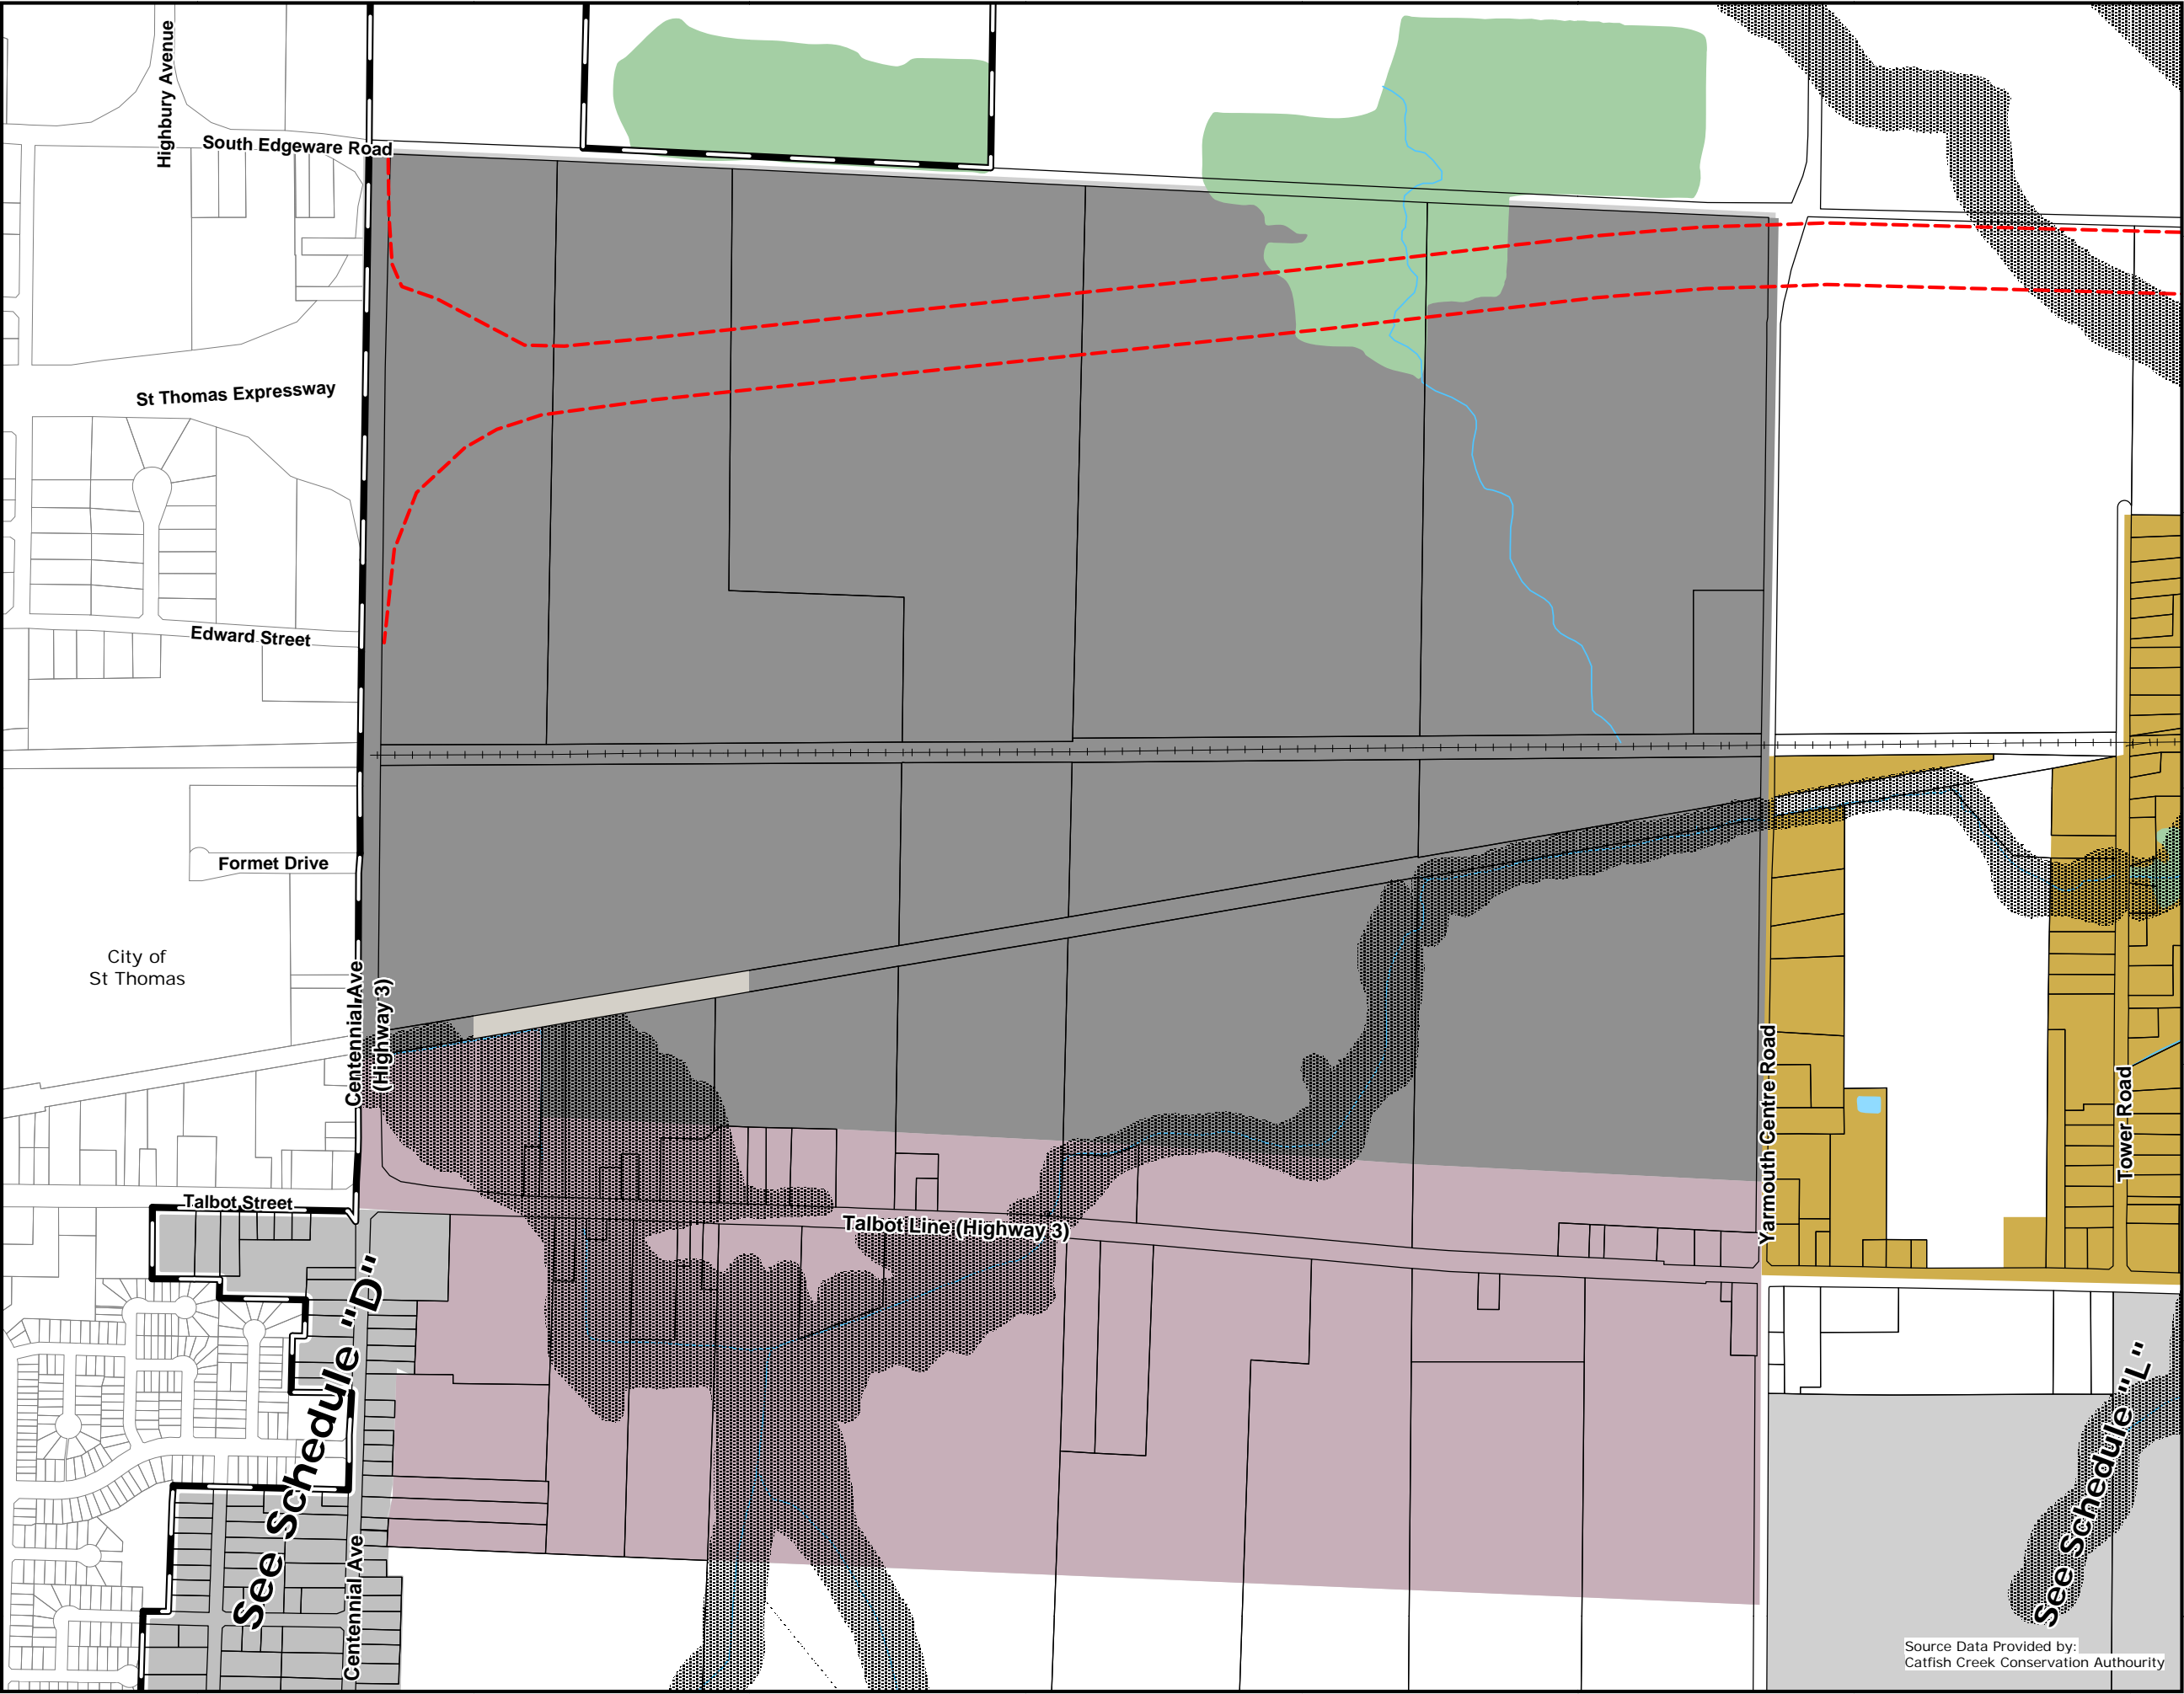 Highbury Avenue
South Edgeware Road
St Thomas Expressway
Edward Street
Formet Drive
City of
St Thomas
Centennial Ave
(Highway 3)
Yarmouth Centre Road
Tower Road
Talbot Street
Talbot Line (Highway 3)
See Schedule "D"
See Schedule "L"
Centennial Ave
Source Data Provided by:
Catfish Creek Conservation Authourity